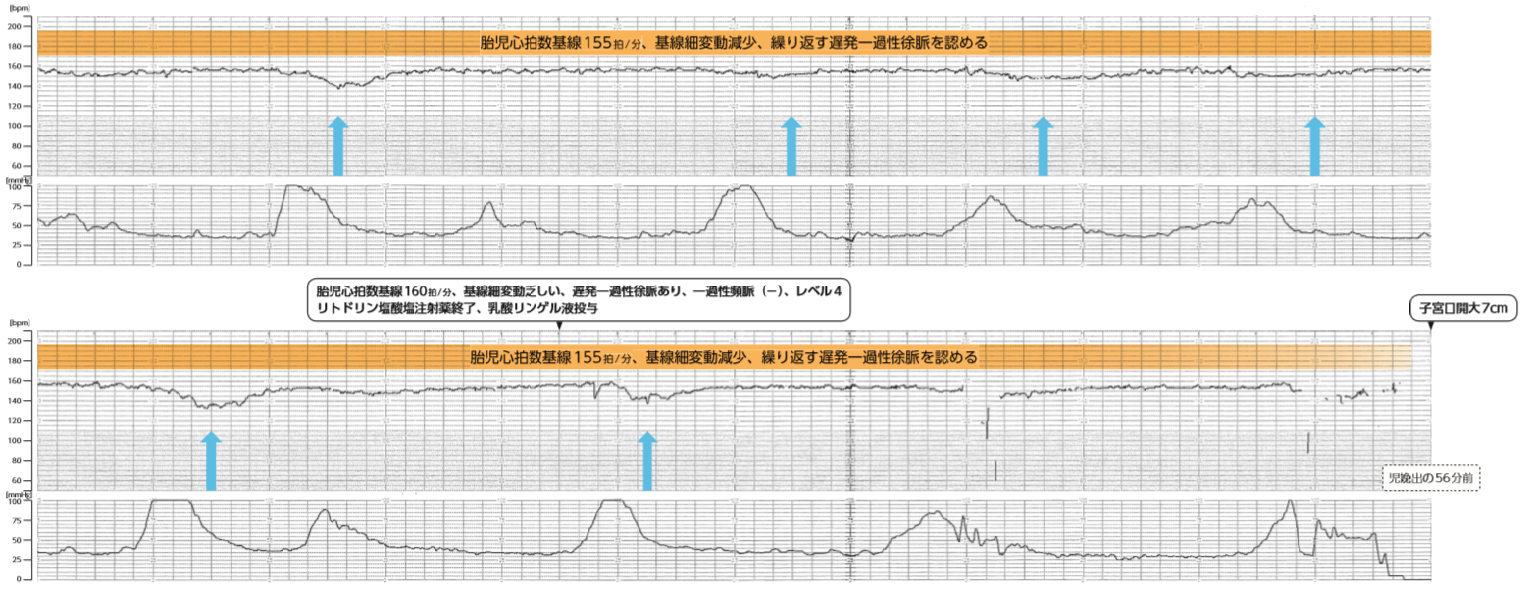 [bpm]
200
180
160
140
120
100
80
60
胎児心拍数基線155拍/分、基線細変動減少、繰り返す遅発一過性徐脈を認める
[mmHg]
100
75
50
25
0
胎児心拍数基線160拍/分、基線細変動乏しい、遅発一過性徐脈あり、一過性頻脈（－）、レベル4
リトドリン塩酸塩注射薬終了、乳酸リンゲル液投与
子宮口開大7cm
[bpm]
200
180
160
140
120
100
80
60
胎児心拍数基線155拍/分、基線細変動減少、繰り返す遅発一過性徐脈を認める
児娩出の56分前
[mmHg]
100
75
50
25
0